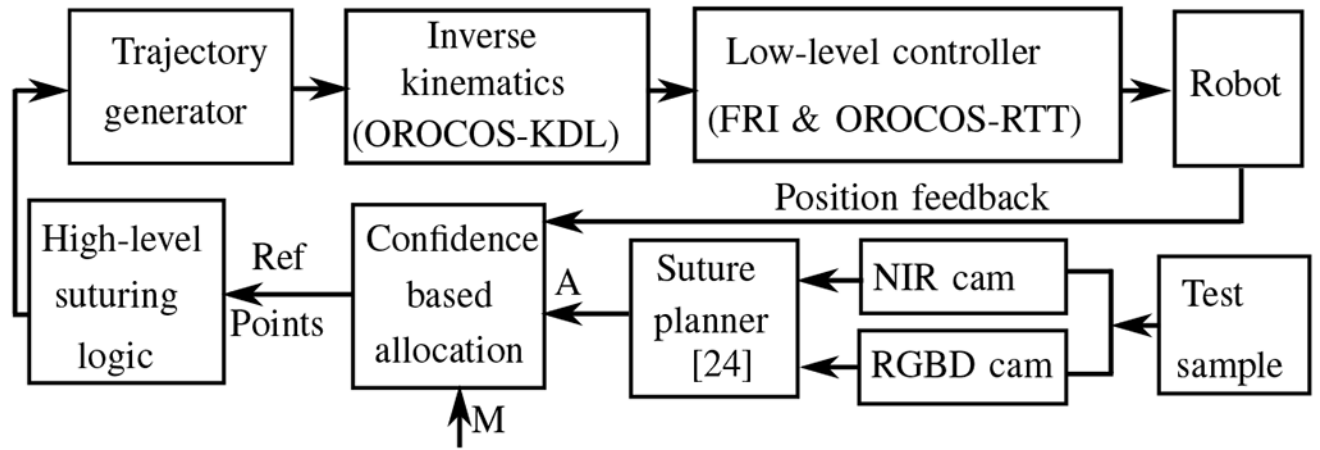 Trajectory
generator
Inverse
kinematics
(OROCOS-KDL)
Low-level controller
(FRI & OROCOS-RTT)
Robot
Position feedback
High-level
suturing
logic
Ref
Points
Confidence
based
allocation
A
M
Suture
planner
[24]
NIR cam
RGBD cam
Test
sample